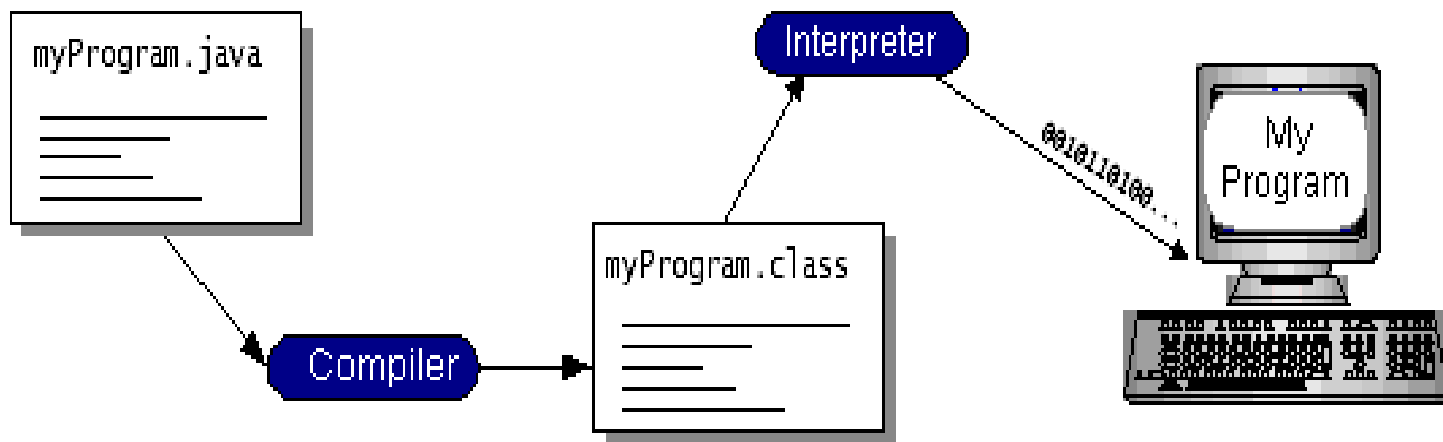 myProgram.java
Compiler
myProgram.class
Interpreter
0010110100...
My
Program